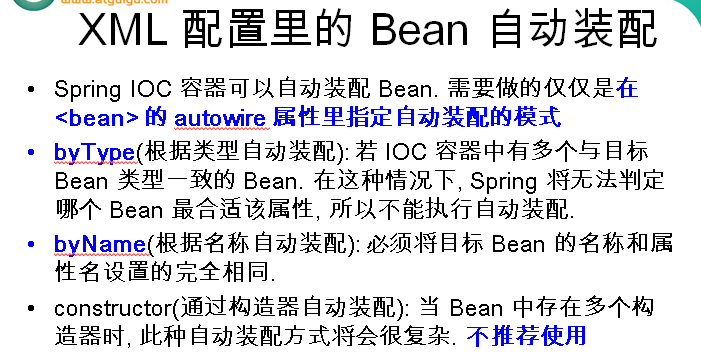 www.atguigu.com
XML 配置里的 Bean 自动装配
• Spring IOC 容器可以自动装配 Bean. 需要做的仅仅是在
<bean> 的 autowire 属性里指定自动装配的模式
• byType(根据类型自动装配): 若 IOC 容器中有多个与目标
Bean 类型一致的 Bean. 在这种情况下, Spring 将无法判定
哪个 Bean 最合适该属性, 所以不能执行自动装配.
• byName(根据名称自动装配): 必须将目标 Bean 的名称和属
性名设置的完全相同.
• constructor(通过构造器自动装配): 当 Bean 中存在多个构
造器时, 此种自动装配方式将会很复杂. 不推荐使用